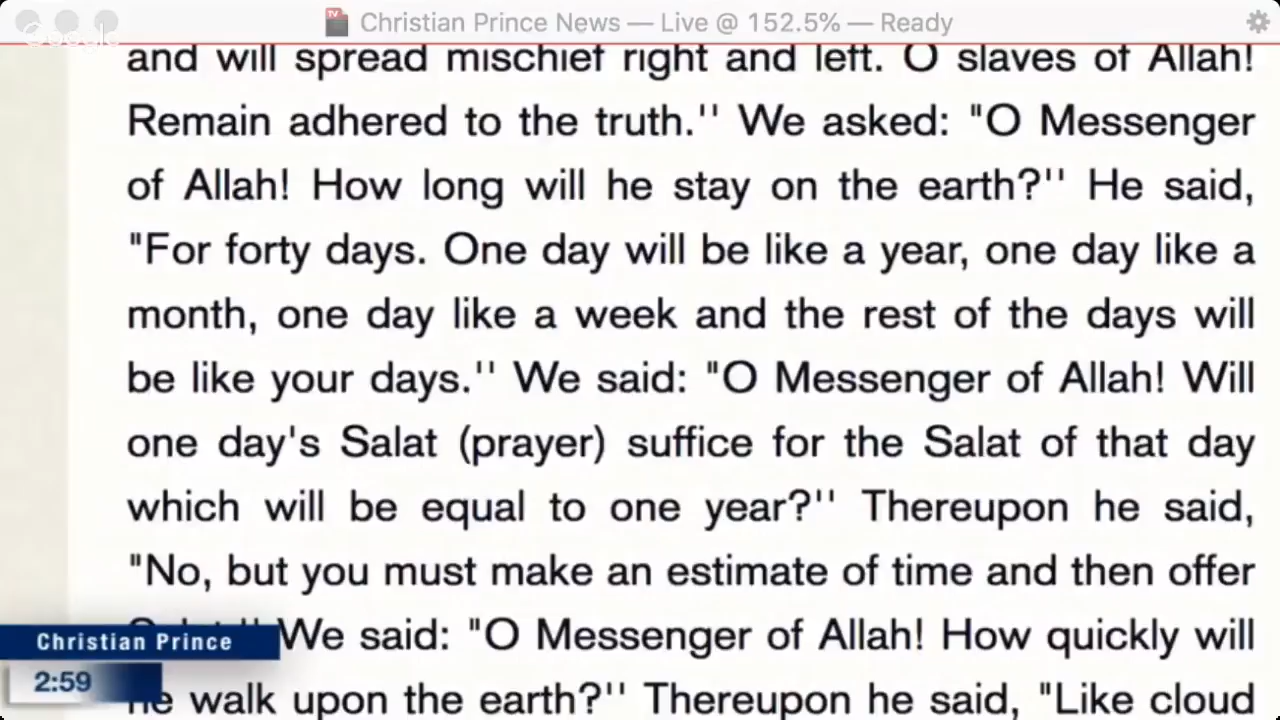 Christian Prince News — Live @ 152.5% — Ready
Google
and will spread mischief right and left. O slaves of Allah!
Remain adhered to the truth.'' We asked: "O Messenger
of Allah! How long will he stay on the earth?'' He said,
"For forty days. One day will be like a year, one day like a
month, one day like a week and the rest of the days will
be like your days.'' We said: "O Messenger of Allah! Will
one day's Salat (prayer) suffice for the Salat of that day
which will be equal to one year?'' Thereupon he said,
"No, but you must make an estimate of time and then offer
We said: "O Messenger of Allah! How quickly will
he walk upon the earth?'' Thereupon he said, "Like cloud
Christian Prince
2:59